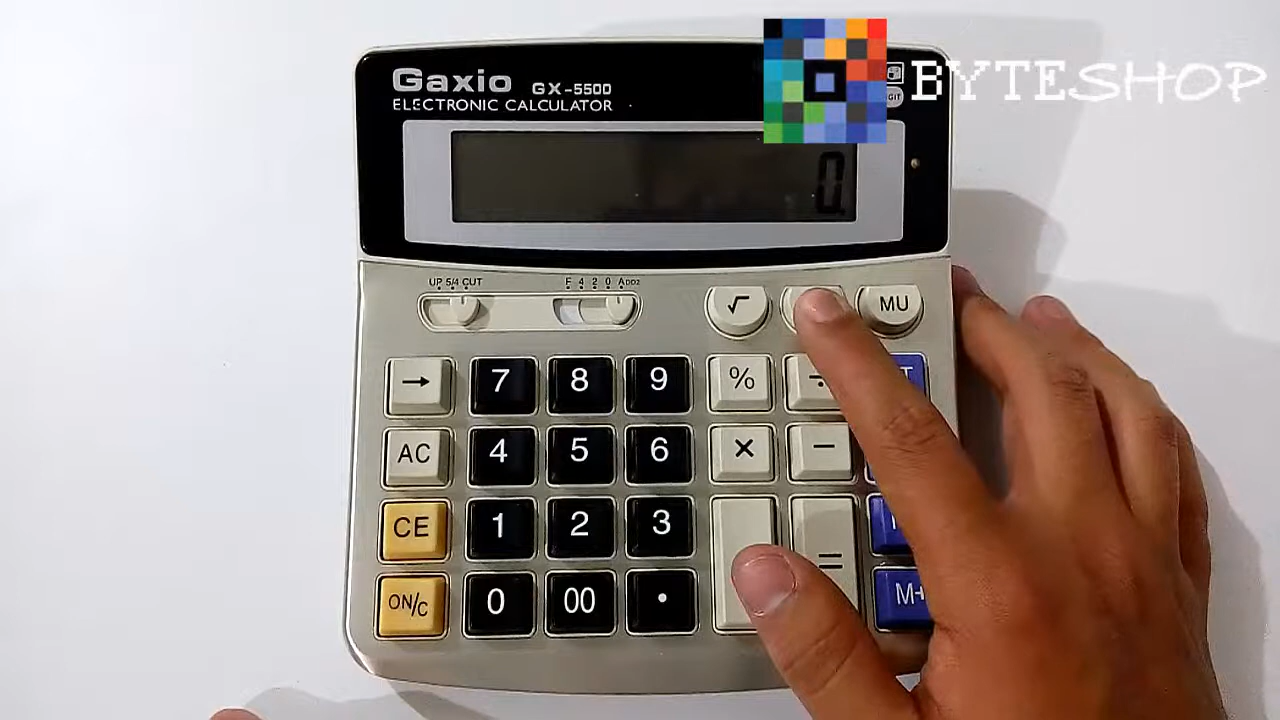 Gaxio GX-5500
ELECTRONIC CALCULATOR
BYTESHOP
0
UP 5/4 CUT
F 4 2 0 ADD2
√ MU
→ 7 8 9 % ÷
AC 4 5 6 × −
CE 1 2 3
=
ON/C 0 00 • M+